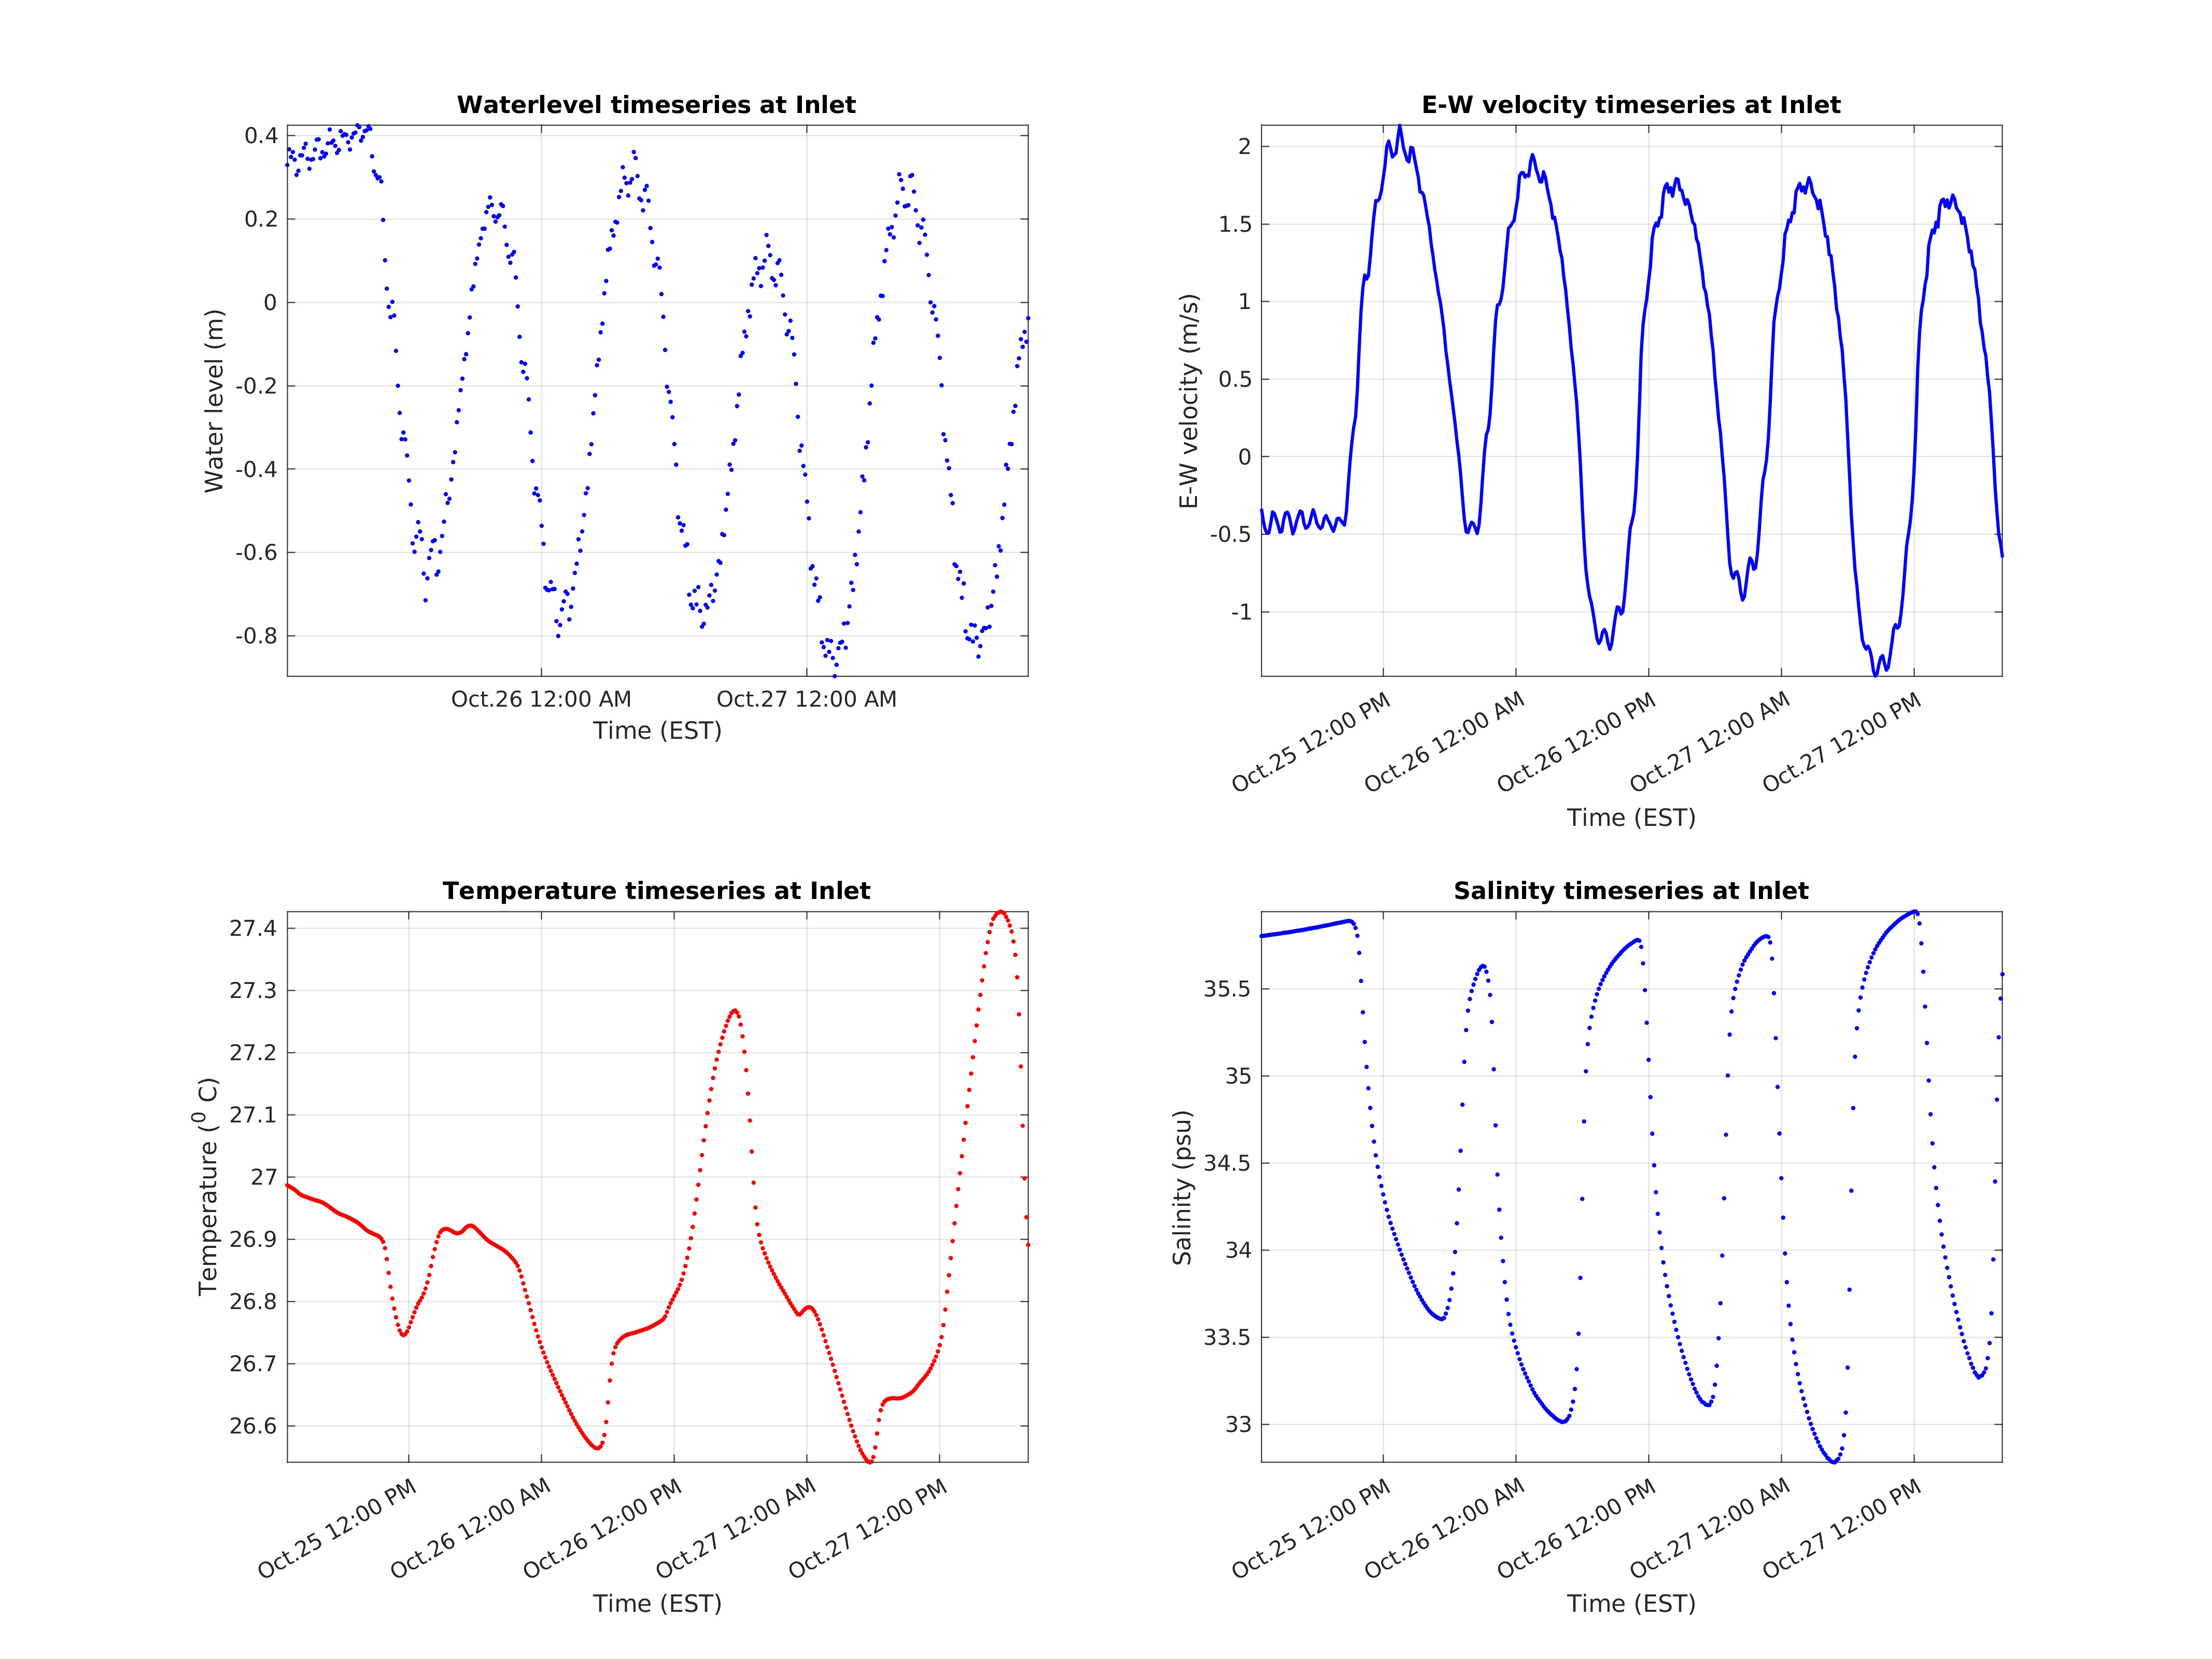 Waterlevel timeseries at Inlet
0.4
0.2
0
-0.2
-0.4
-0.6
-0.8
Water level (m)
Oct.26 12:00 AM
Oct.27 12:00 AM
Time (EST)
E-W velocity timeseries at Inlet
2
1.5
1
0.5
0
-0.5
-1
E-W velocity (m/s)
Oct.25 12:00 PM
Oct.26 12:00 AM
Oct.26 12:00 PM
Oct.27 12:00 AM
Oct.27 12:00 PM
Time (EST)
Temperature timeseries at Inlet
27.4
27.3
27.2
27.1
27
26.9
26.8
26.7
26.6
Temperature (⁰ C)
Oct.25 12:00 PM
Oct.26 12:00 AM
Oct.26 12:00 PM
Oct.27 12:00 AM
Oct.27 12:00 PM
Time (EST)
Salinity timeseries at Inlet
35.5
35
34.5
34
33.5
33
Salinity (psu)
Oct.25 12:00 PM
Oct.26 12:00 AM
Oct.26 12:00 PM
Oct.27 12:00 AM
Oct.27 12:00 PM
Time (EST)